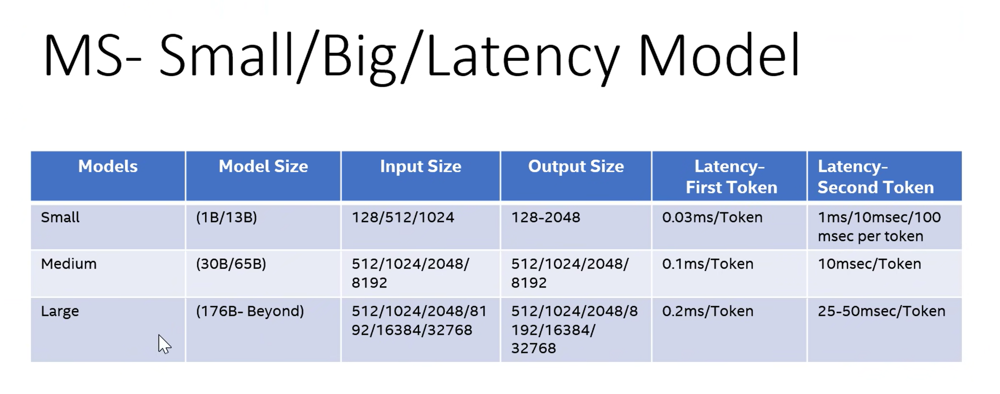 MS- Small/Big/Latency Model
Models
Model Size
Input Size
Output Size
Latency-
First Token
Latency-
Second Token
Small
(1B/13B)
128/512/1024
128-2048
0.03ms/Token
1ms/10msec/100
msec per token
Medium
(30B/65B)
512/1024/2048/
8192
512/1024/2048/
8192
0.1ms/Token
10msec/Token
Large
(176B- Beyond)
512/1024/2048/81
92/16384/32768
512/1024/2048/8
192/16384/
32768
0.2ms/Token
25-50msec/Token